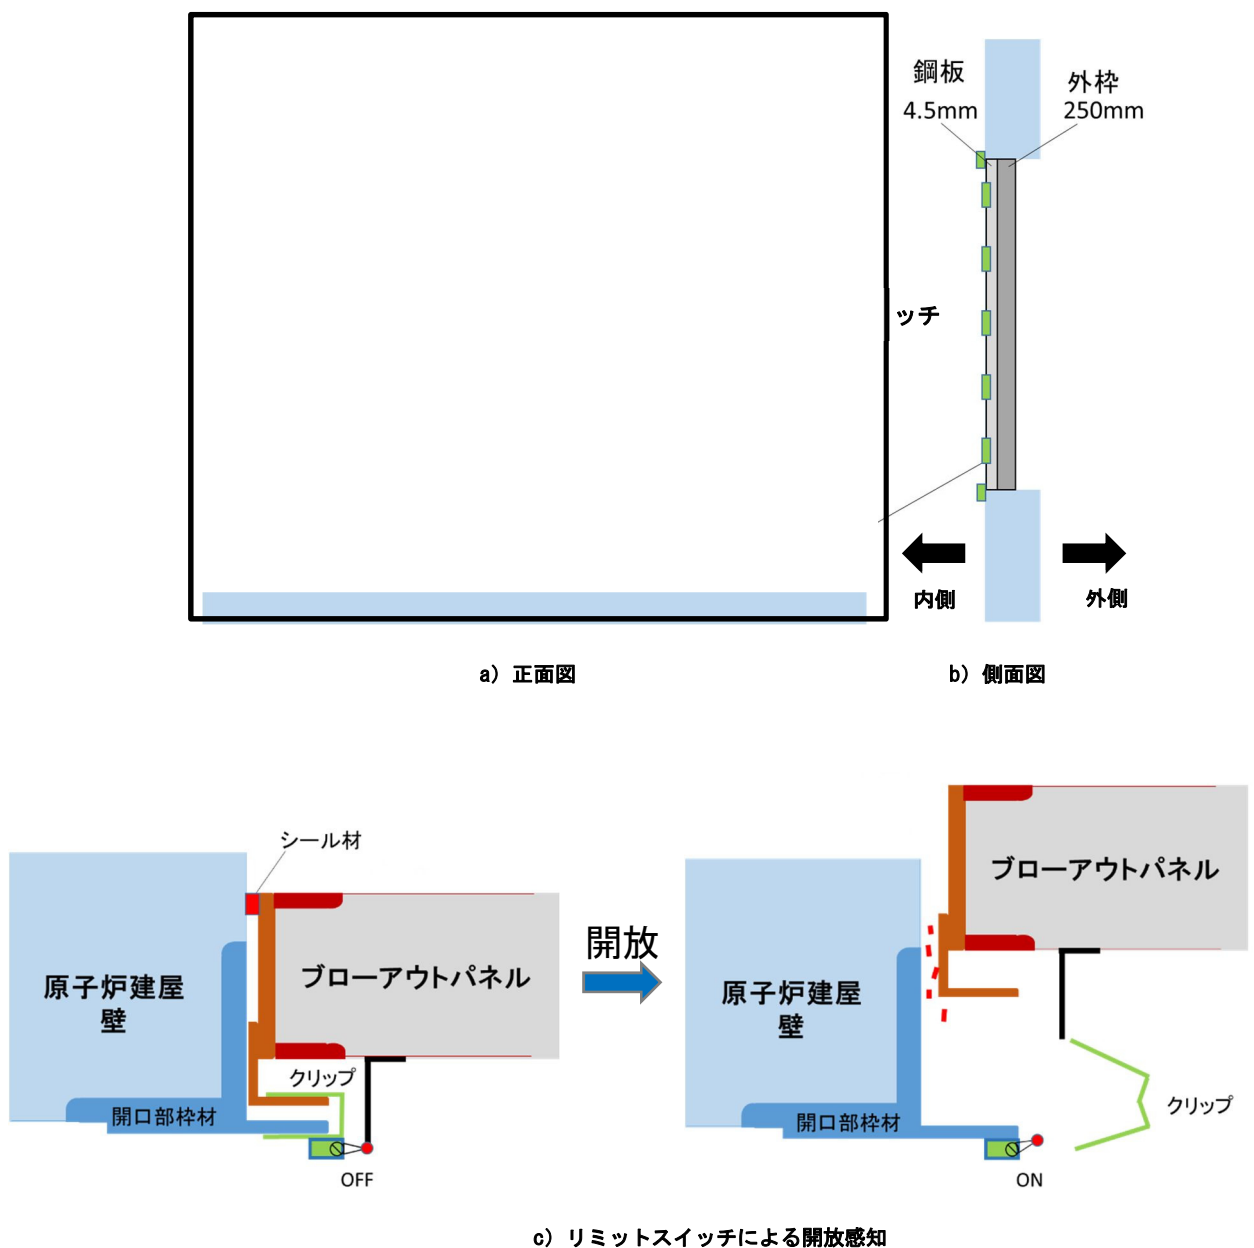 鋼板
4.5mm
外枠
250mm
ッチ
内側
外側
a) 正面図
b) 側面図
シール材
原子炉建屋
壁
ブローアウトパネル
クリップ
開口部枠材
OFF
開放
原子炉建屋
壁
ブローアウトパネル
クリップ
開口部枠材
ON
c) リミットスイッチによる開放感知